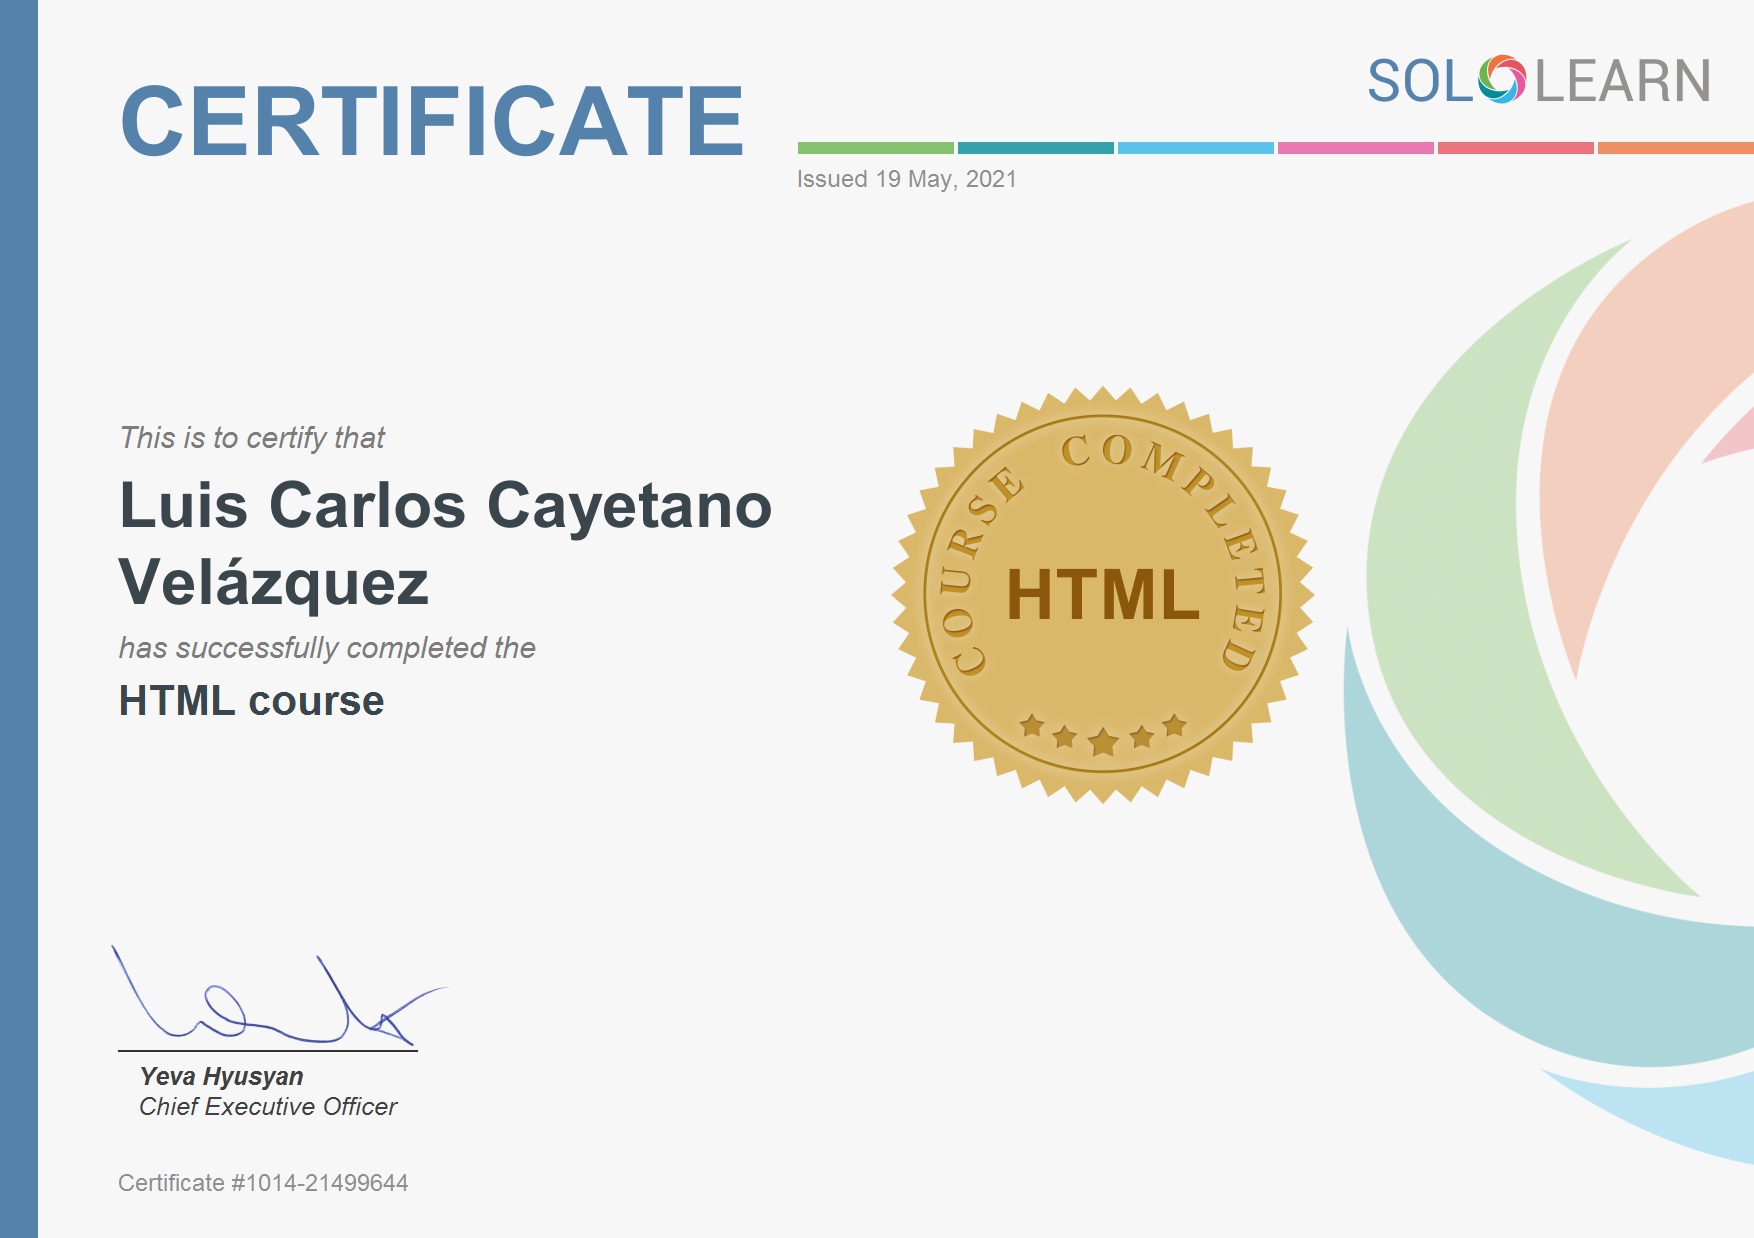 CERTIFICATE
SOLOLEARN
Issued 19 May, 2021
This is to certify that
Luis Carlos Cayetano
Velázquez
has successfully completed the
HTML course
COURSE COMPLETED
HTML
Yeva Hyusyan
Chief Executive Officer
Certificate #1014-21499644